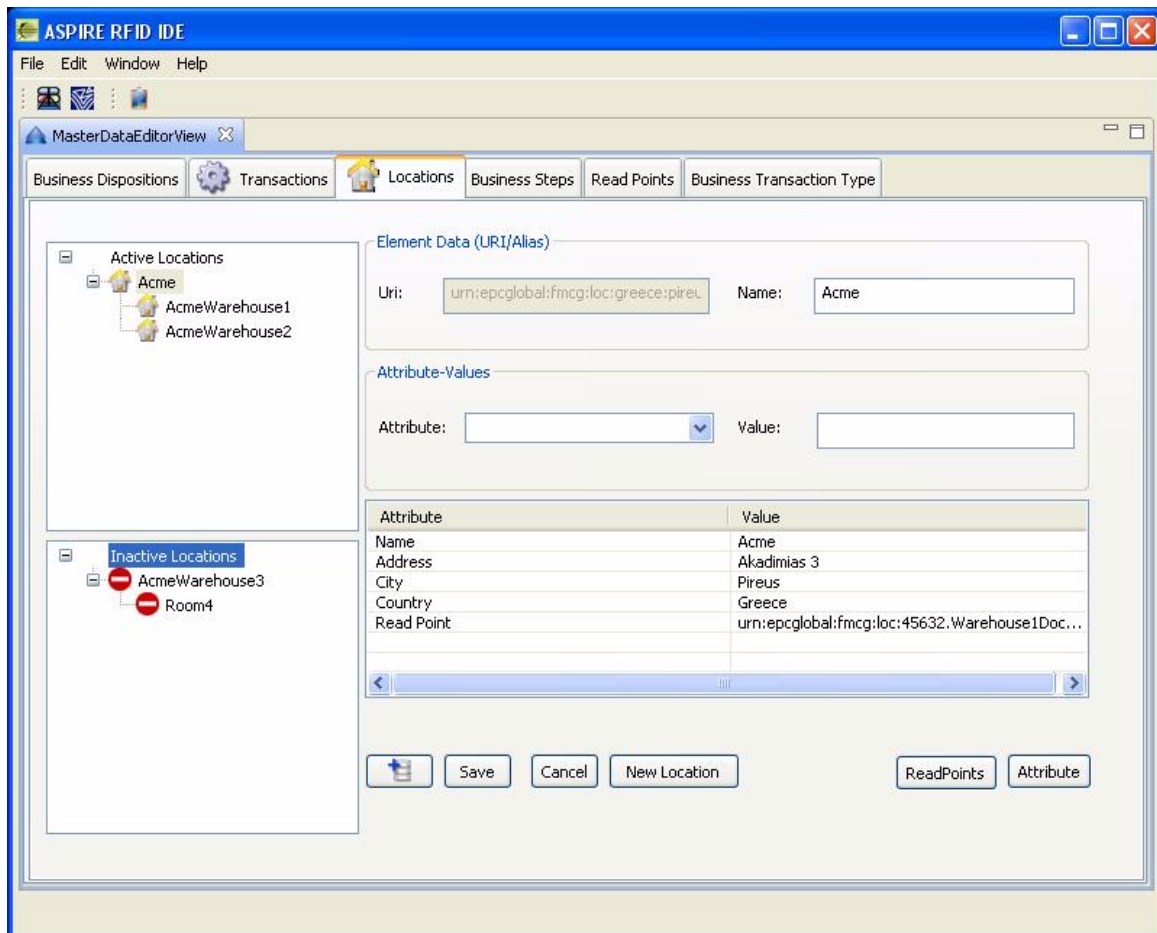 ASPIRE RFID IDE
File Edit Window Help
MasterDataEditorView
Business Dispositions Transactions Locations Business Steps Read Points Business Transaction Type
Active Locations
Acme
AcmeWarehouse1
AcmeWarehouse2
Inactive Locations
AcmeWarehouse3
Room4
Element Data (URI/Alias)
Uri: urn:epcglobal:fmcg:loc:greece:pireu Name: Acme
Attribute-Values
Attribute: Value:
Attribute Value
Name Acme
Address Akadimias 3
City Pireus
Country Greece
Read Point urn:epcglobal:fmcg:loc:45632.Warehouse1Doc...
Save Cancel New Location ReadPoints Attribute